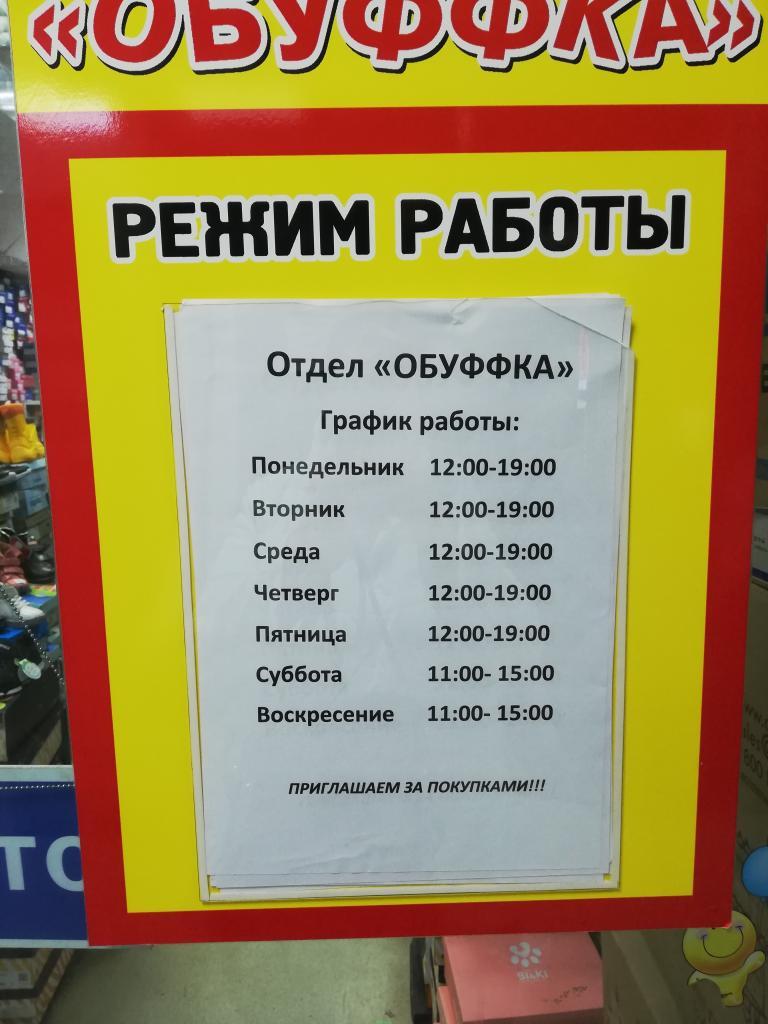 «ОБУФФКА»
РЕЖИМ РАБОТЫ
Отдел «ОБУФФКА»
График работы:
Понедельник 12:00-19:00
Вторник 12:00-19:00
Среда 12:00-19:00
Четверг 12:00-19:00
Пятница 12:00-19:00
Суббота 11:00- 15:00
Воскресение 11:00- 15:00
ПРИГЛАШАЕМ ЗА ПОКУПКАМИ!!!
ТО